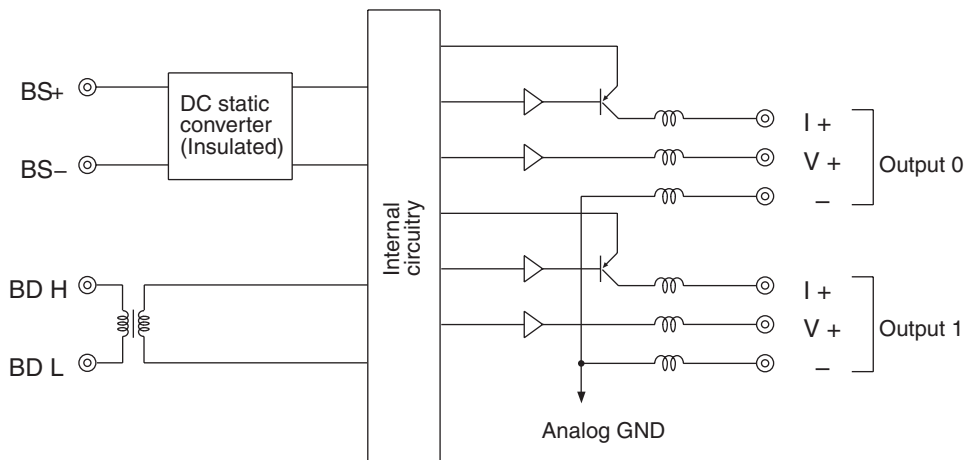 BS+
BS−
DC static
converter
(Insulated)
BD H
BD L
Internal
circuitry
I +
V +
−
Output 0
I +
V +
−
Output 1
Analog GND